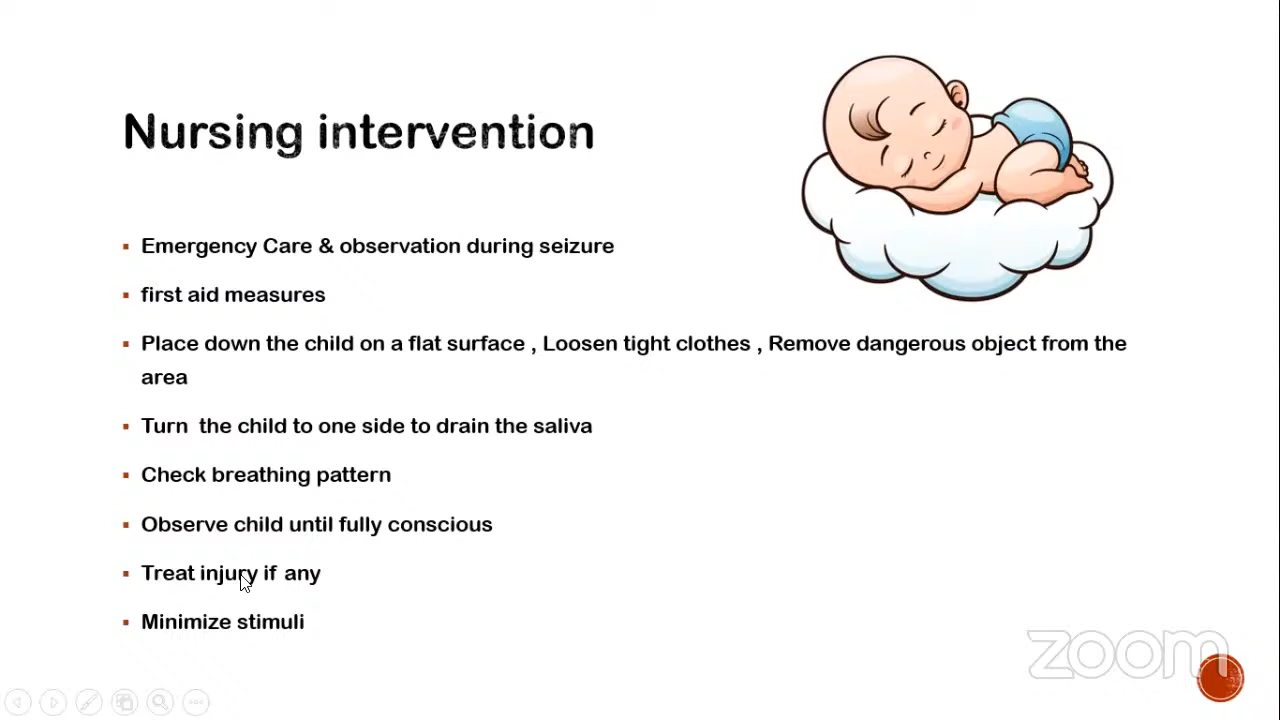 Nursing intervention
Emergency Care & observation during seizure
first aid measures
Place down the child on a flat surface , Loosen tight clothes , Remove dangerous object from the
area
Turn the child to one side to drain the saliva
Check breathing pattern
Observe child until fully conscious
Treat injury if any
Minimize stimuli
zoom